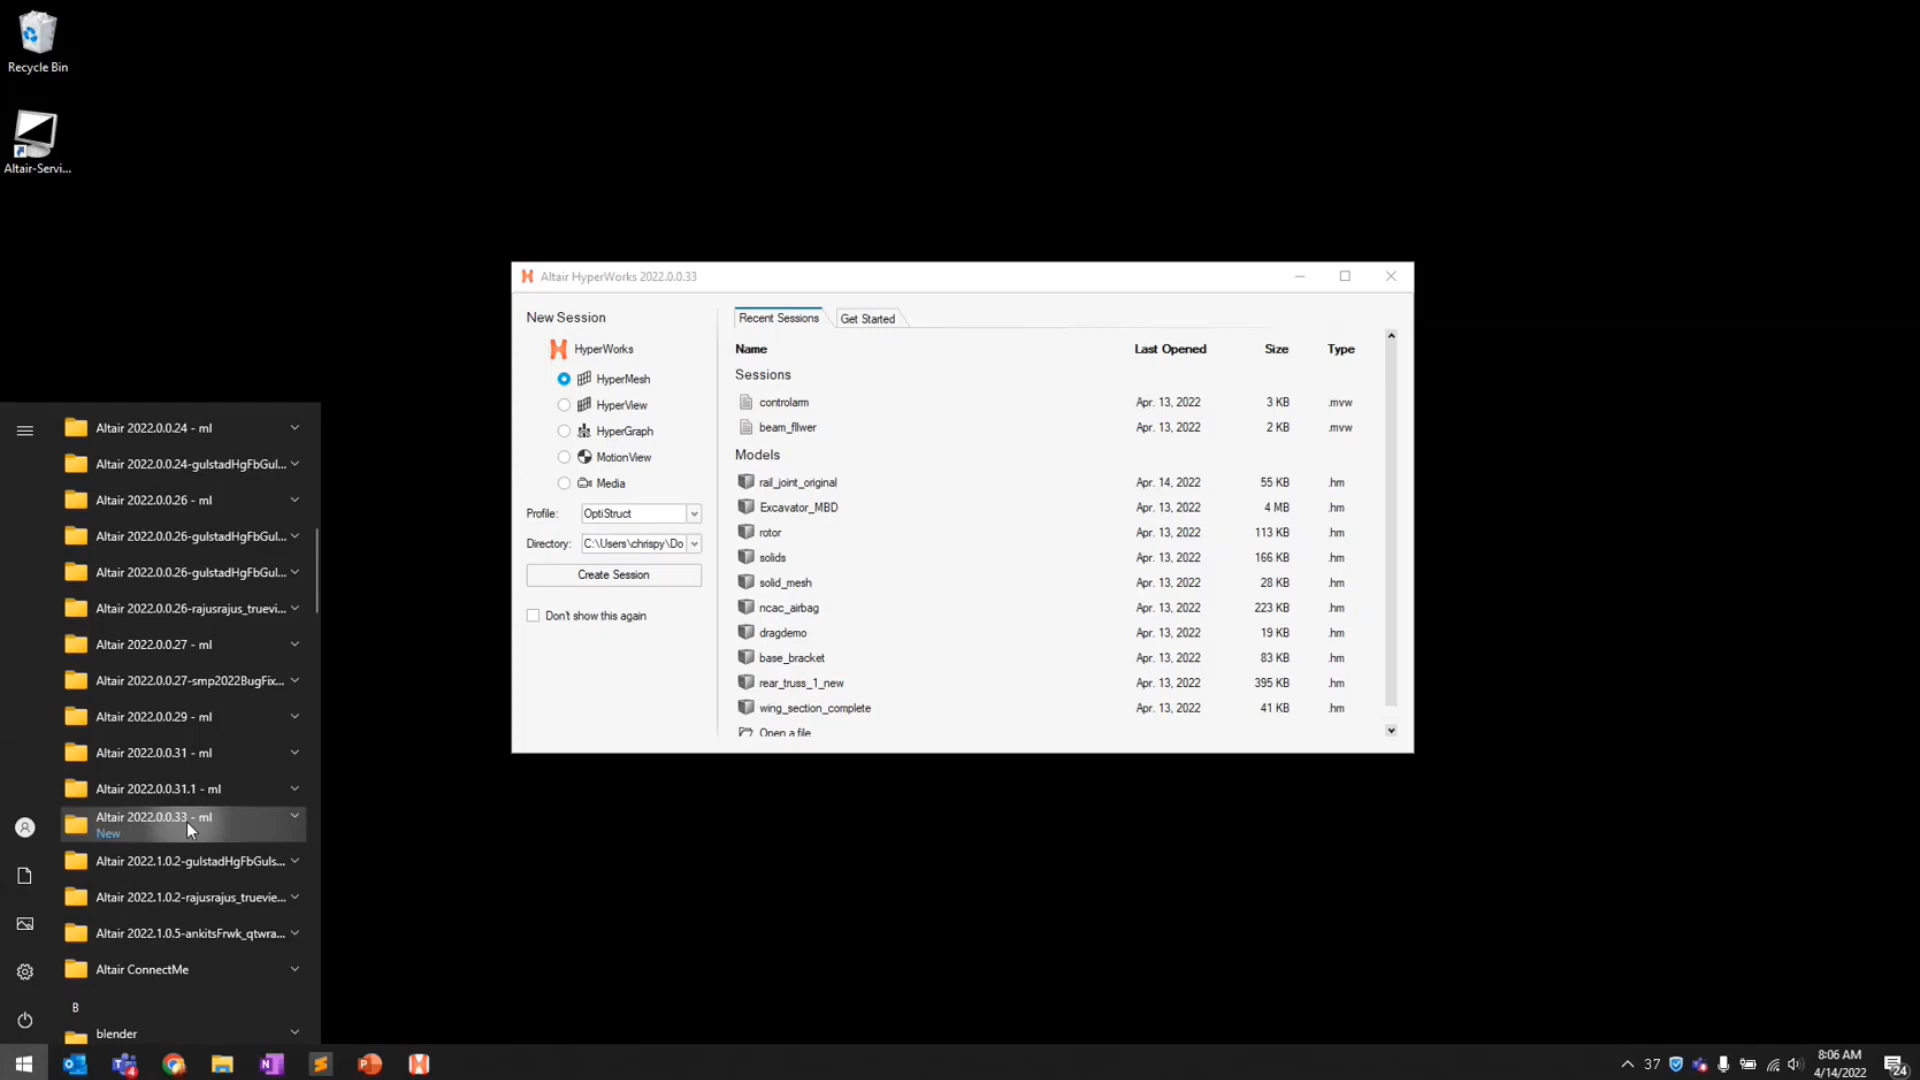 Recycle Bin
Altair-Servi...
Altair HyperWorks 2022.0.0.33
New Session
HyperWorks
HyperMesh
HyperView
HyperGraph
MotionView
Media
Profile: OptiStruct
Directory: C:\Users\chrispy\Do
Create Session
Don't show this again
Recent Sessions Get Started
Name Last Opened Size Type
Sessions
controlarm Apr. 13, 2022 3 KB .mvw
beam_fllwer Apr. 13, 2022 2 KB .mvw
Models
rail_joint_original Apr. 14, 2022 55 KB .hm
Excavator_MBD Apr. 13, 2022 4 MB .hm
rotor Apr. 13, 2022 113 KB .hm
solids Apr. 13, 2022 166 KB .hm
solid_mesh Apr. 13, 2022 28 KB .hm
ncac_airbag Apr. 13, 2022 223 KB .hm
dragdemo Apr. 13, 2022 19 KB .hm
base_bracket Apr. 13, 2022 83 KB .hm
rear_truss_1_new Apr. 13, 2022 395 KB .hm
wing_section_complete Apr. 13, 2022 41 KB .hm
Open a file
Altair 2022.0.0.24 - ml
Altair 2022.0.0.24-gulstadHgFbGul...
Altair 2022.0.0.26 - ml
Altair 2022.0.0.26-gulstadHgFbGul...
Altair 2022.0.0.26-gulstadHgFbGul...
Altair 2022.0.0.26-rajusrajus_truevi...
Altair 2022.0.0.27 - ml
Altair 2022.0.0.27-smp2022BugFix...
Altair 2022.0.0.29 - ml
Altair 2022.0.0.31 - ml
Altair 2022.0.0.31.1 - ml
Altair 2022.0.0.33 - ml
New
Altair 2022.1.0.2-gulstadHgFbGuls...
Altair 2022.1.0.2-rajusrajus_truevie...
Altair 2022.1.0.5-ankitsFrwk_qtwra...
Altair ConnectMe
B
blender
37
8:06 AM
4/14/2022
24